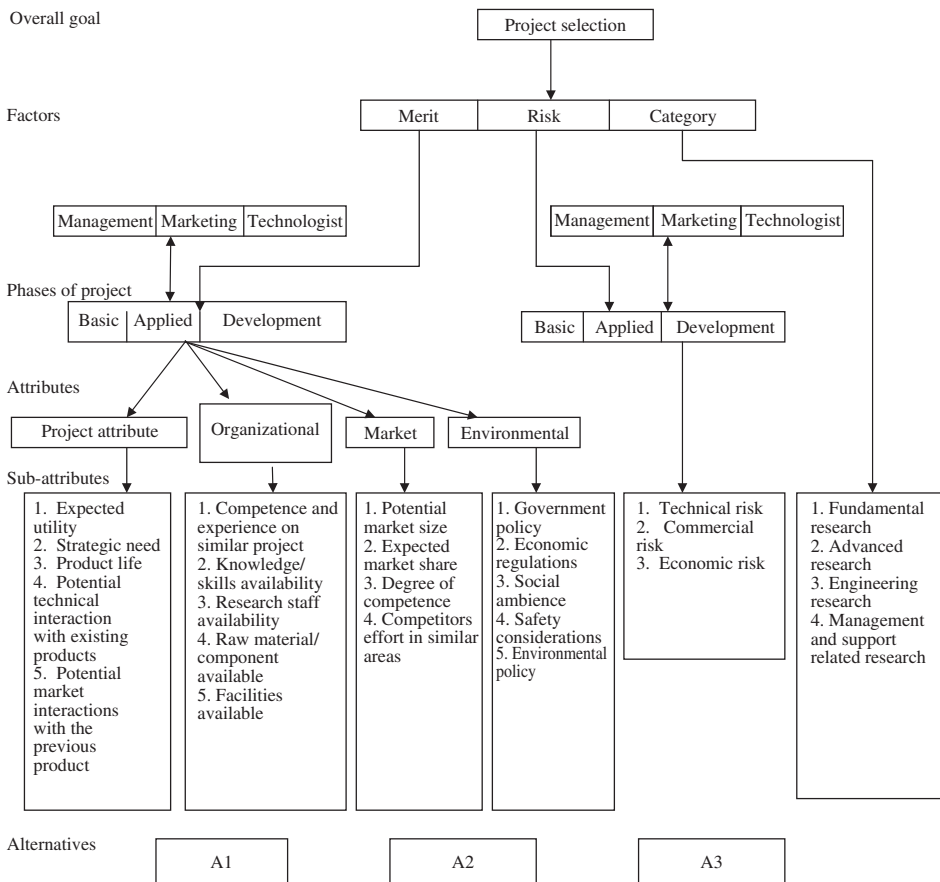 Overall goal
Project selection
Factors
Merit
Risk
Category
Management
Marketing
Technologist
Management
Marketing
Technologist
Phases of project
Basic
Applied
Development
Basic
Applied
Development
Attributes
Project attribute
Organizational
Market
Environmental
Sub-attributes
1. Expected
utility
2. Strategic need
3. Product life
4. Potential
technical
interaction
with existing
products
5. Potential
market
interactions
with the
previous
product
1. Competence and
experience on
similar project
2. Knowledge/
skills availability
3. Research staff
availability
4. Raw material/
component
available
5. Facilities
available
1. Potential
market size
2. Expected
market share
3. Degree of
competence
4. Competitors
effort in similar
areas
1. Government
policy
2. Economic
regulations
3. Social
ambience
4. Safety
considerations
5. Environmental
policy
1. Technical risk
2. Commercial
risk
3. Economic risk
1. Fundamental
research
2. Advanced
research
3. Engineering
research
4. Management
and support
related research
Alternatives
A1
A2
A3